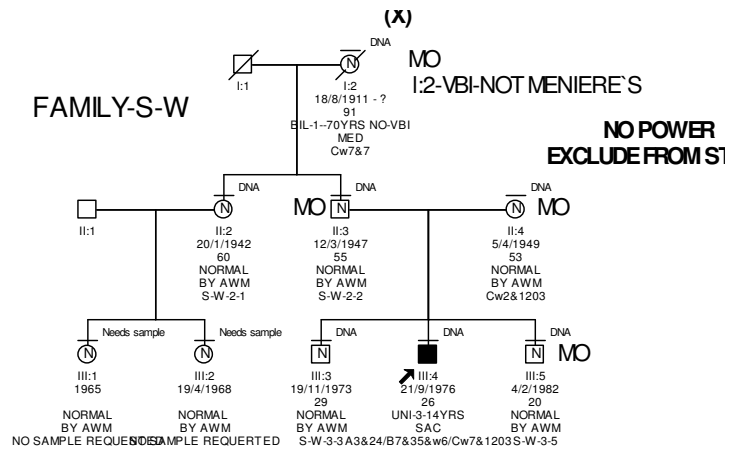 (X)
DNA
N
MO
I:1
I:2
I:2-VBI-NOT MENIERE`S
18/8/1911 - ?
91
BIL-1--70YRS NO-VBI
MED
Cw7&7
FAMILY-S-W
NO POWER
EXCLUDE FROM ST
DNA DNA DNA
N MO N N MO
II:1 II:2 II:3 II:4
20/1/1942 12/3/1947 5/4/1949
60 55 53
NORMAL NORMAL NORMAL
BY AWM BY AWM BY AWM
S-W-2-1 S-W-2-2 Cw2&1203
Needs sample Needs sample DNA DNA DNA
N N N N MO
III:1 III:2 III:3 III:4 III:5
1965 19/4/1968 19/11/1973 21/9/1976 4/2/1982
29 26 20
NORMAL NORMAL NORMAL UNI-3-14YRS NORMAL
BY AWM BY AWM BY AWM SAC BY AWM
NO SAMPLE REQUERTED S-W-3-3 A3&24/B7&35&w6/Cw7&1203 S-W-3-5